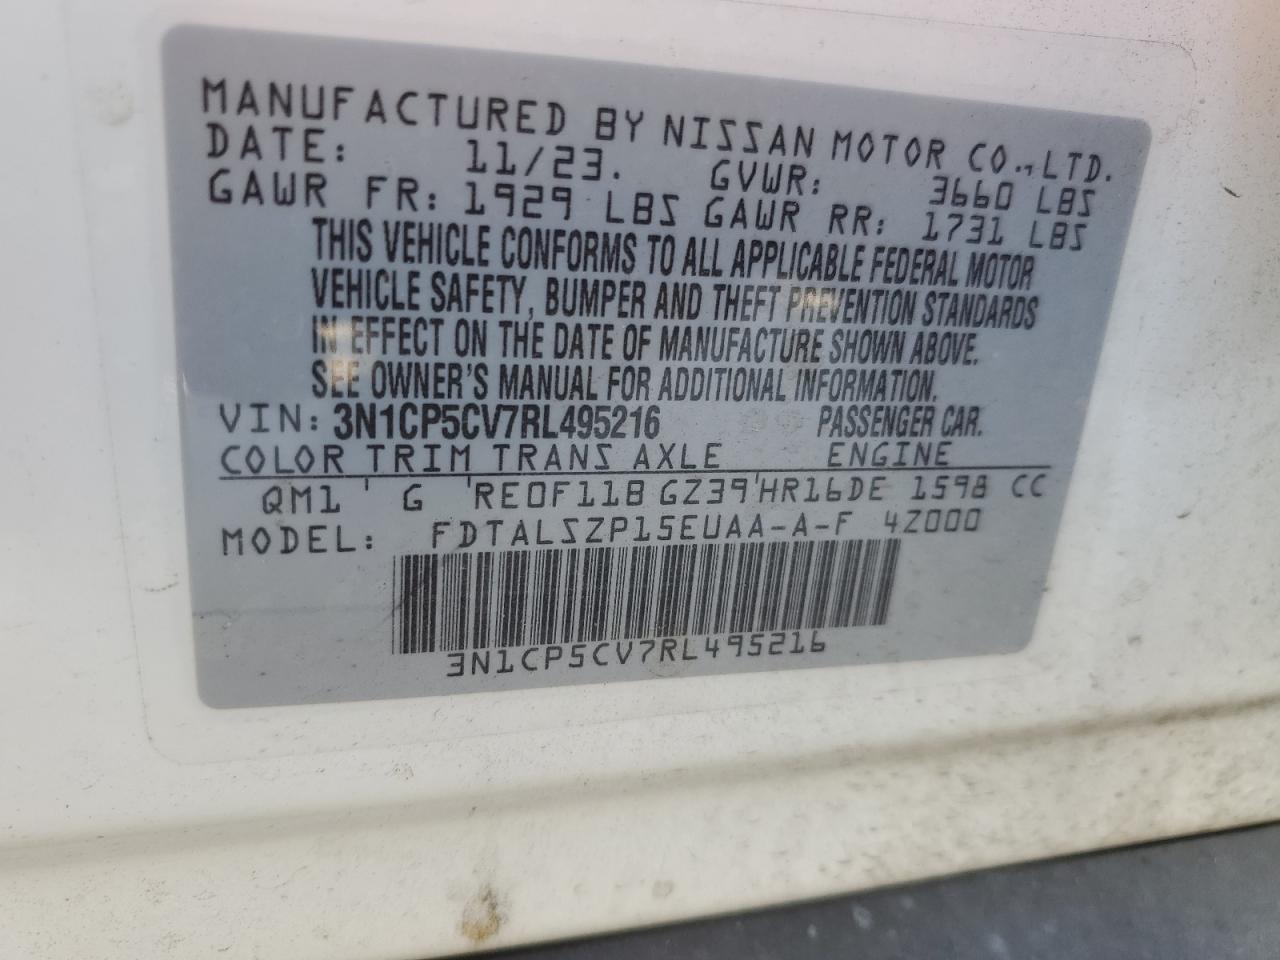 MANUFACTURED BY NISSAN MOTOR CO., LTD.
DATE: 11/23. GVWR: 3660 LBS
GAWR FR: 1929 LBS GAWR RR: 1731 LBS
THIS VEHICLE CONFORMS TO ALL APPLICABLE FEDERAL MOTOR
VEHICLE SAFETY, BUMPER AND THEFT PREVENTION STANDARDS
IN EFFECT ON THE DATE OF MANUFACTURE SHOWN ABOVE.
SEE OWNER'S MANUAL FOR ADDITIONAL INFORMATION.
VIN: 3N1CP5CV7RL495216 PASSENGER CAR.
COLOR TRIM TRANS AXLE ENGINE
QM1 ' G 'RE0F11B GZ39'HR16DE 1598 CC
MODEL: FDTALSZP15EUAA-A-F 4Z000
3N1CP5CV7RL495216